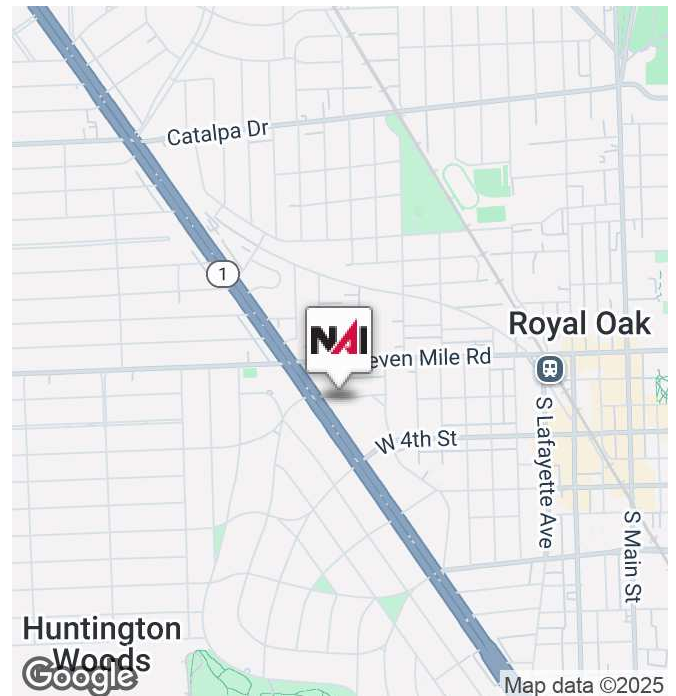 Catalpa Dr
1
NAI
Royal Oak
even Mile Rd
W 4th St
S Lafayette Ave
S Main St
Huntington
Woods
Google
Map data ©2025